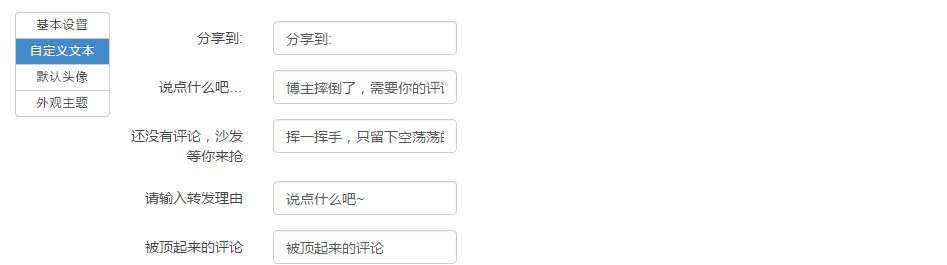 基本设置
自定义文本
默认头像
外观主题
分享到:
分享到:
说点什么吧...
博主摔倒了，需要你的评
还没有评论，沙发
等你来抢
挥一挥手，只留下空荡荡
请输入转发理由
说点什么吧~
被顶起来的评论
被顶起来的评论